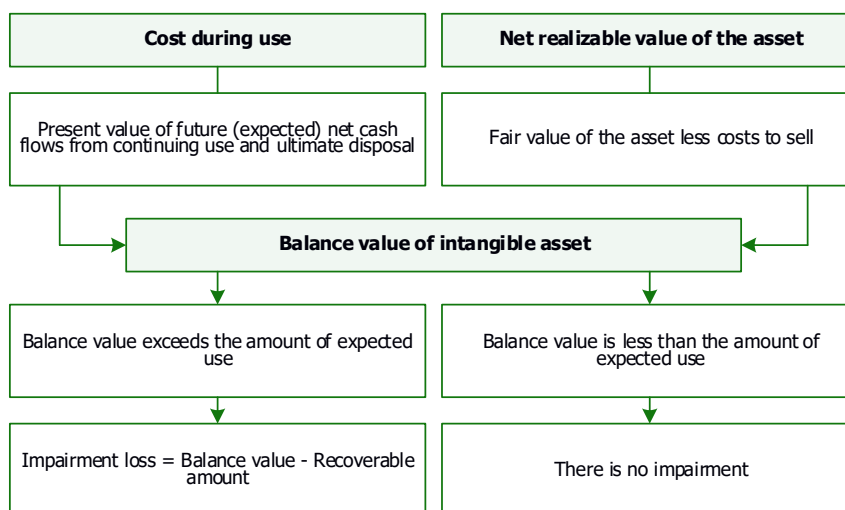 Cost during use
Net realizable value of the asset
Present value of future (expected) net cash
flows from continuing use and ultimate disposal
Fair value of the asset less costs to sell
Balance value of intangible asset
Balance value exceeds the amount of expected
use
Balance value is less than the amount of
expected use
Impairment loss = Balance value - Recoverable
amount
There is no impairment